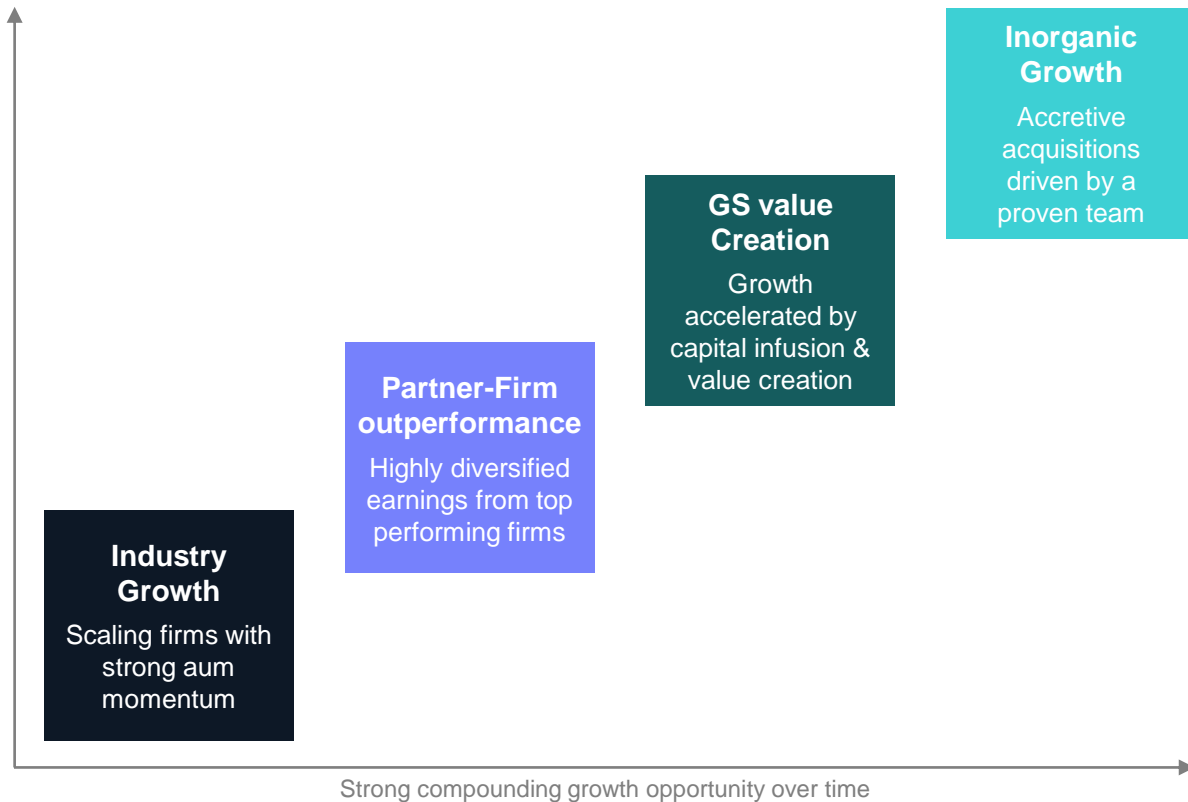 Inorganic
Growth
Accretive
acquisitions
driven by a
proven team
GS value
Creation
Growth
accelerated by
capital infusion &
value creation
Partner-Firm
outperformance
Highly diversified
earnings from top
performing firms
Industry
Growth
Scaling firms with
strong aum
momentum
Strong compounding growth opportunity over time